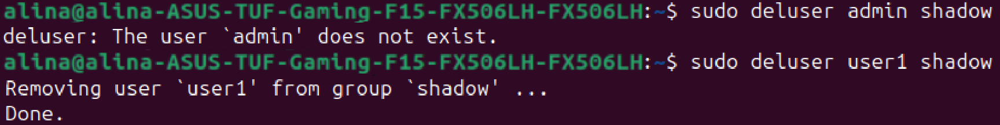 alina@alina-ASUS-TUF-Gaming-F15-FX506LH-FX506LH:~$ sudo deluser admin shadow
deluser: The user `admin' does not exist.
alina@alina-ASUS-TUF-Gaming-F15-FX506LH-FX506LH:~$ sudo deluser user1 shadow
Removing user `user1' from group `shadow' ...
Done.